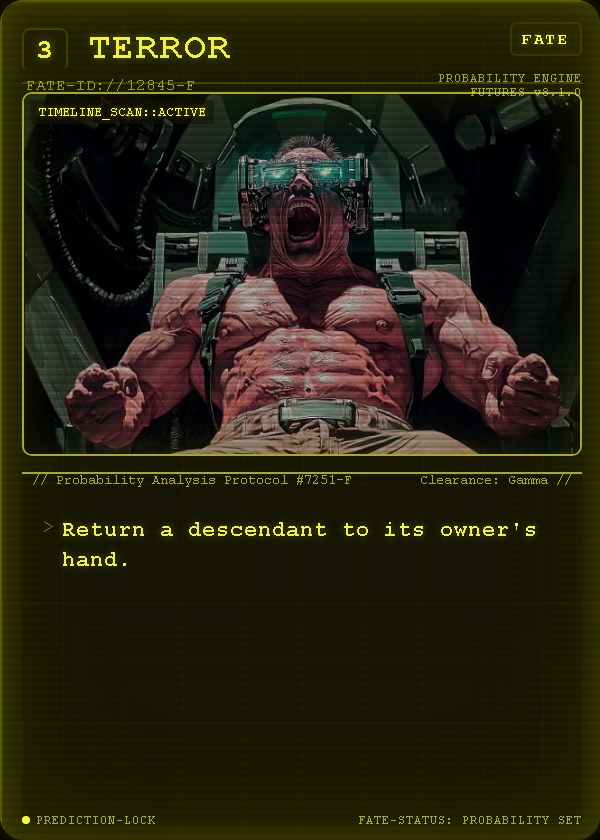 3 TERROR FATE
FATE-ID://12845-F
PROBABILITY ENGINE
FUTURES v8.1.0
TIMELINE_SCAN::ACTIVE
// Probability Analysis Protocol #7251-F Clearance: Gamma //
> Return a descendant to its owner's
hand.
PREDICTION-LOCK FATE-STATUS: PROBABILITY SET